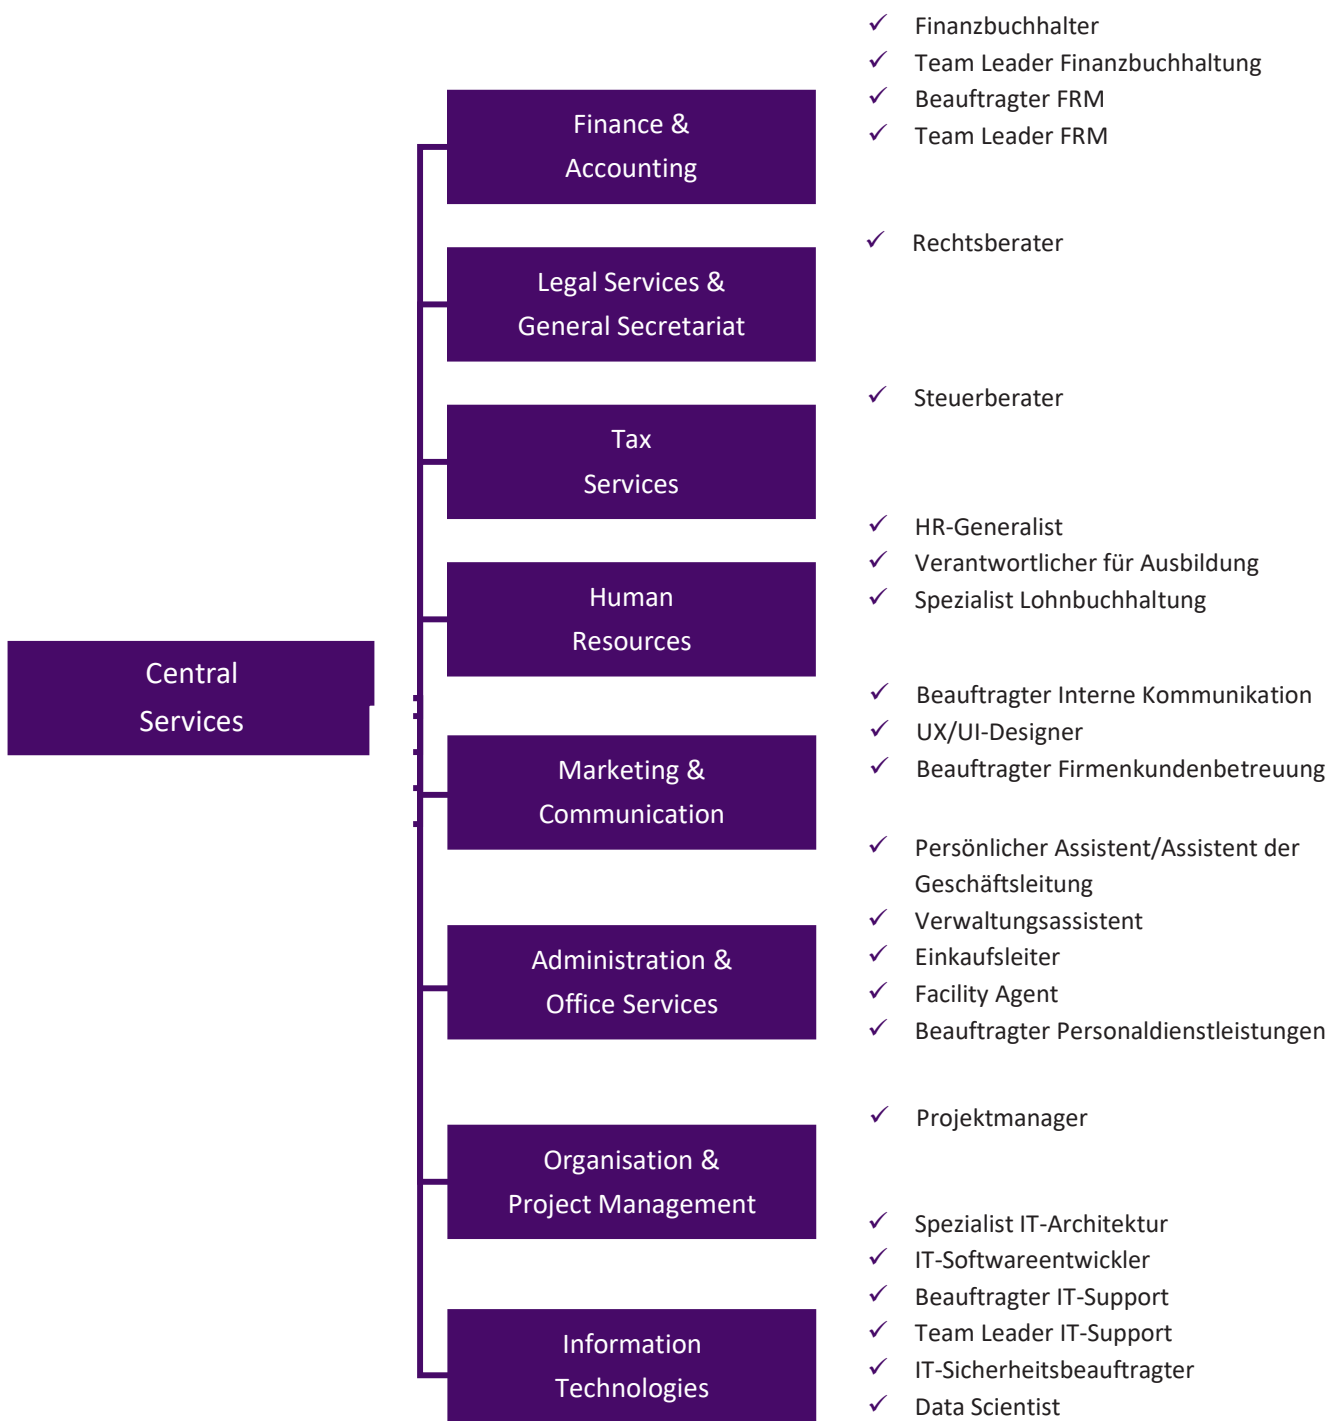 ✓ Finanzbuchhalter
✓ Team Leader Finanzbuchhaltung
✓ Beauftragter FRM
✓ Team Leader FRM
Finance &
Accounting
✓ Rechtsberater
Legal Services &
General Secretariat
✓ Steuerberater
Tax
Services
✓ HR-Generalist
✓ Verantwortlicher für Ausbildung
✓ Spezialist Lohnbuchhaltung
Human
Resources
Central
Services
✓ Beauftragter Interne Kommunikation
✓ UX/UI-Designer
✓ Beauftragter Firmenkundenbetreuung
Marketing &
Communication
✓ Persönlicher Assistent/Assistent der
Geschäftsleitung
✓ Verwaltungsassistent
✓ Einkaufsleiter
✓ Facility Agent
✓ Beauftragter Personaldienstleistungen
Administration &
Office Services
✓ Projektmanager
Organisation &
Project Management
✓ Spezialist IT-Architektur
✓ IT-Softwareentwickler
✓ Beauftragter IT-Support
✓ Team Leader IT-Support
✓ IT-Sicherheitsbeauftragter
✓ Data Scientist
Information
Technologies